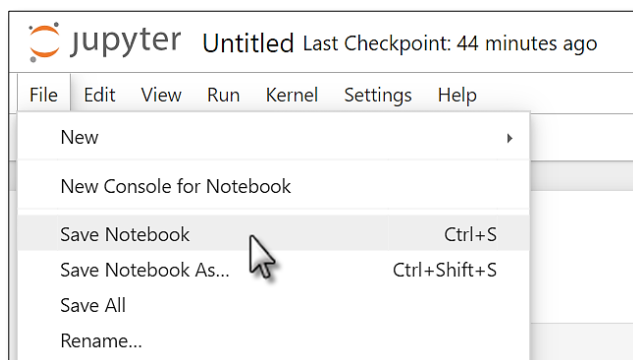 jupyter Untitled Last Checkpoint: 44 minutes ago
File Edit View Run Kernel Settings Help
New
New Console for Notebook
Save Notebook Ctrl+S
Save Notebook As... Ctrl+Shift+S
Save All
Rename...